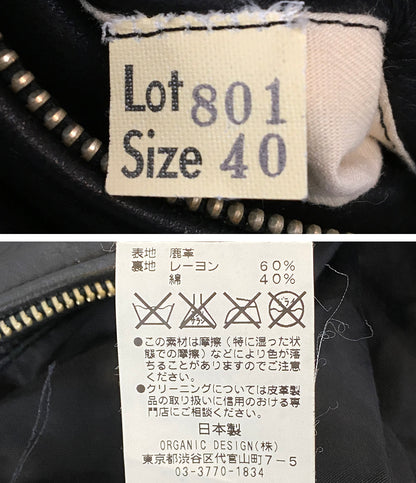 Lot 801
Size 40
表地 鹿革
裏地 レーヨン 60%
綿 40%
●この素材は摩擦(特に湿った状
態での摩擦)などにより色が落
ちることがありますのでご注意
ください。
●クリーニングについては皮革製
品の取り扱いに信用のおける専
門店にご相談ください。
日本製
ORGANIC DESIGN(株)
東京都渋谷区代官山町7-5
03-3770-1834